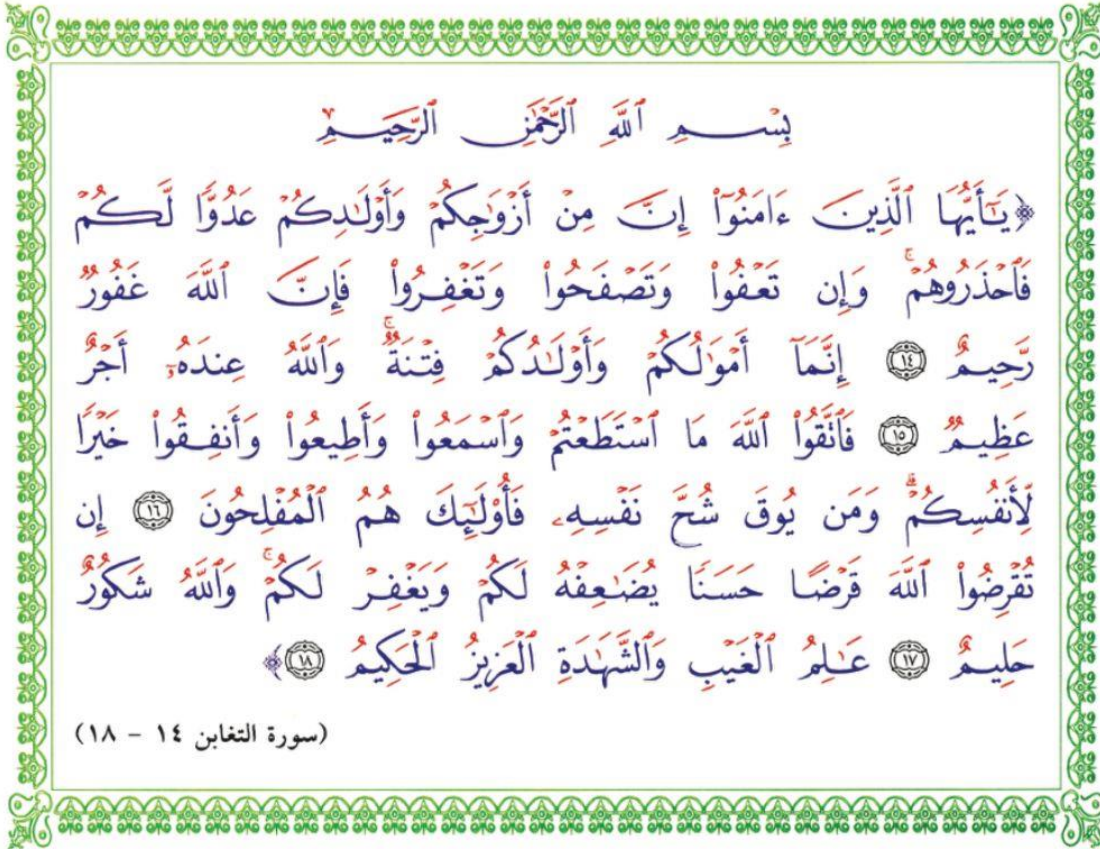 بِسْمِ ٱللَّهِ ٱلرَّحْمَٰنِ ٱلرَّحِيمِ
﴿يَٰٓأَيُّهَا ٱلَّذِينَ ءَامَنُوٓا۟ إِنَّ مِنْ أَزْوَٰجِكُمْ وَأَوْلَٰدِكُمْ عَدُوًّا لَّكُمْ
فَٱحْذَرُوهُمْ ۚ وَإِن تَعْفُوا۟ وَتَصْفَحُوا۟ وَتَغْفِرُوا۟ فَإِنَّ ٱللَّهَ غَفُورٌ
رَّحِيمٌ ١٤ إِنَّمَآ أَمْوَٰلُكُمْ وَأَوْلَٰدُكُمْ فِتْنَةٌ ۚ وَٱللَّهُ عِندَهُۥٓ أَجْرٌ
عَظِيمٌ ١٥ فَٱتَّقُوا۟ ٱللَّهَ مَا ٱسْتَطَعْتُمْ وَٱسْمَعُوا۟ وَأَطِيعُوا۟ وَأَنفِقُوا۟ خَيْرًا
لِّأَنفُسِكُمْ ۗ وَمَن يُوقَ شُحَّ نَفْسِهِۦ فَأُو۟لَٰٓئِكَ هُمُ ٱلْمُفْلِحُونَ ١٦ إِن
تُقْرِضُوا۟ ٱللَّهَ قَرْضًا حَسَنًا يُضَٰعِفْهُ لَكُمْ وَيَغْفِرْ لَكُمْ ۚ وَٱللَّهُ شَكُورٌ
حَلِيمٌ ١٧ عَٰلِمُ ٱلْغَيْبِ وَٱلشَّهَٰدَةِ ٱلْعَزِيزُ ٱلْحَكِيمُ ١٨﴾
(سورة التغابن ١٤ - ١٨)